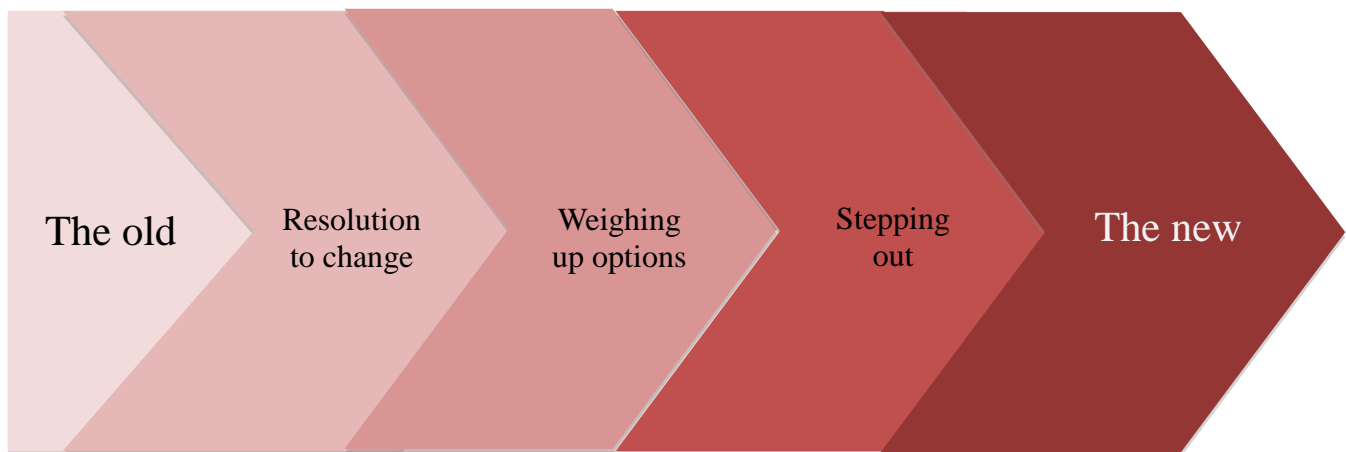 The old
Resolution
to change
Weighing
up options
Stepping
out
The new